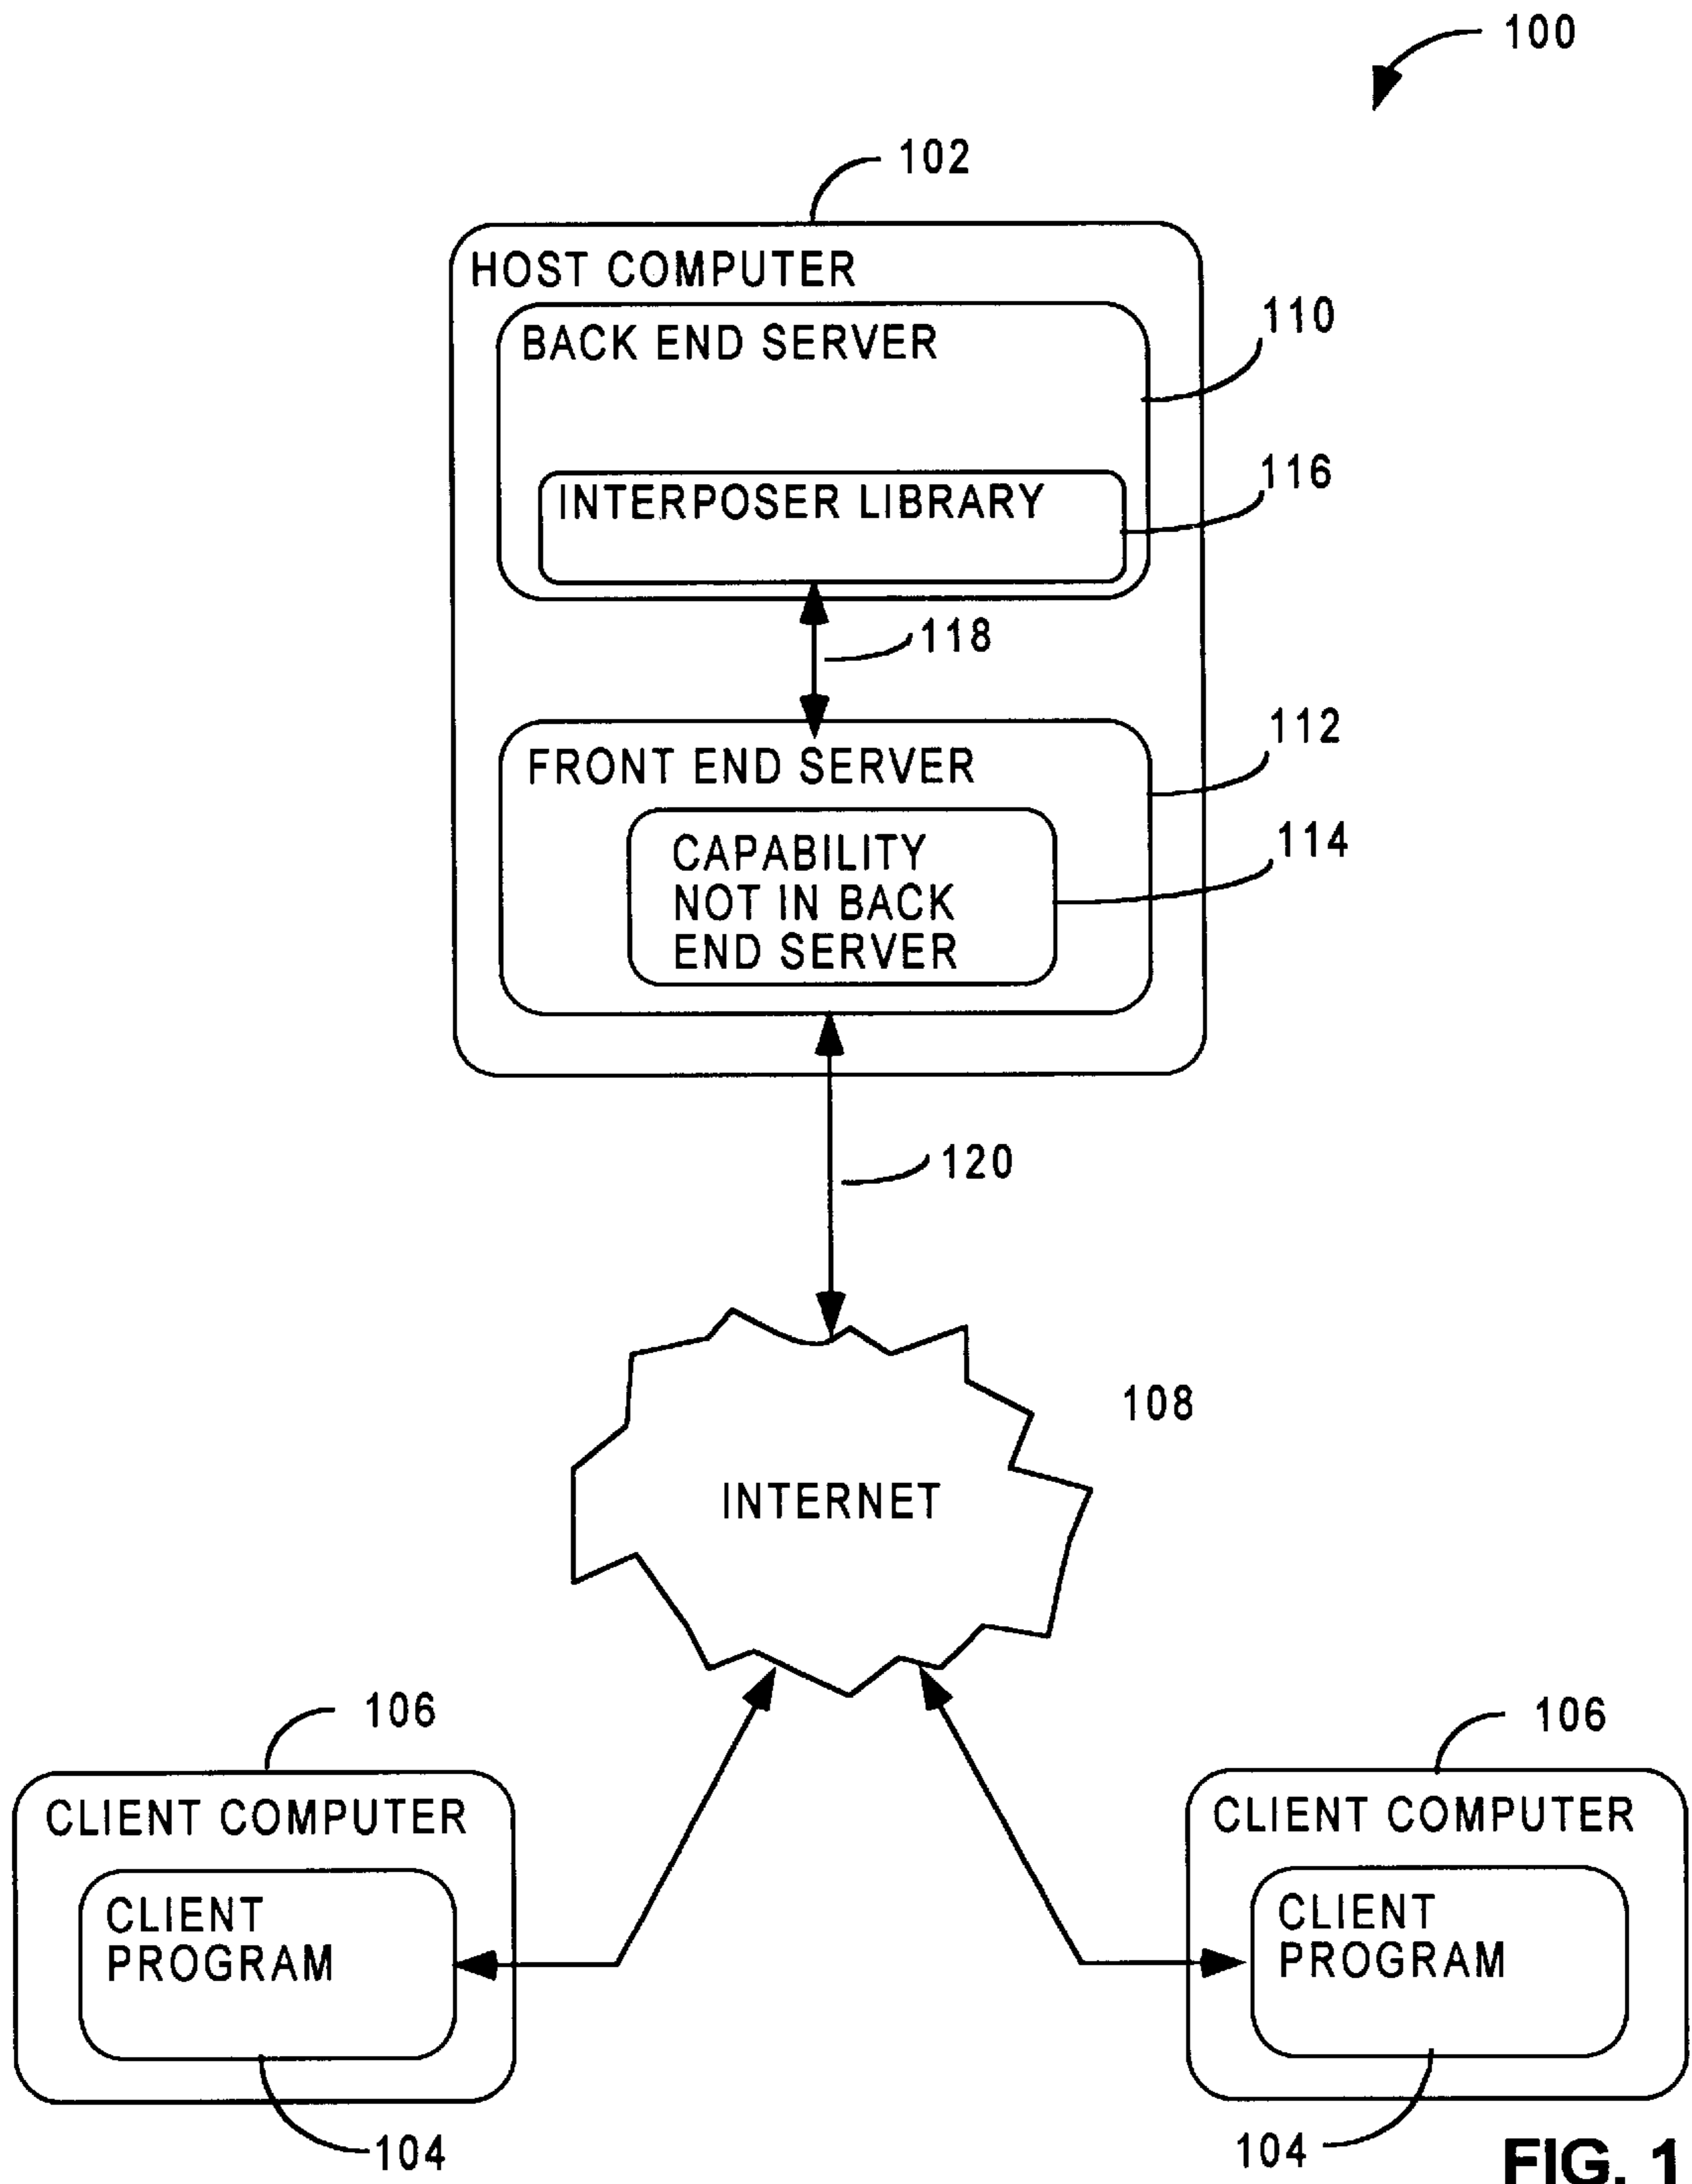 100
102
HOST COMPUTER
BACK END SERVER
110
INTERPOSER LIBRARY
116
118
FRONT END SERVER
112
CAPABILITY
NOT IN BACK
END SERVER
114
120
108
INTERNET
106
CLIENT COMPUTER
CLIENT
PROGRAM
104
106
CLIENT COMPUTER
CLIENT
PROGRAM
104
FIG. 1